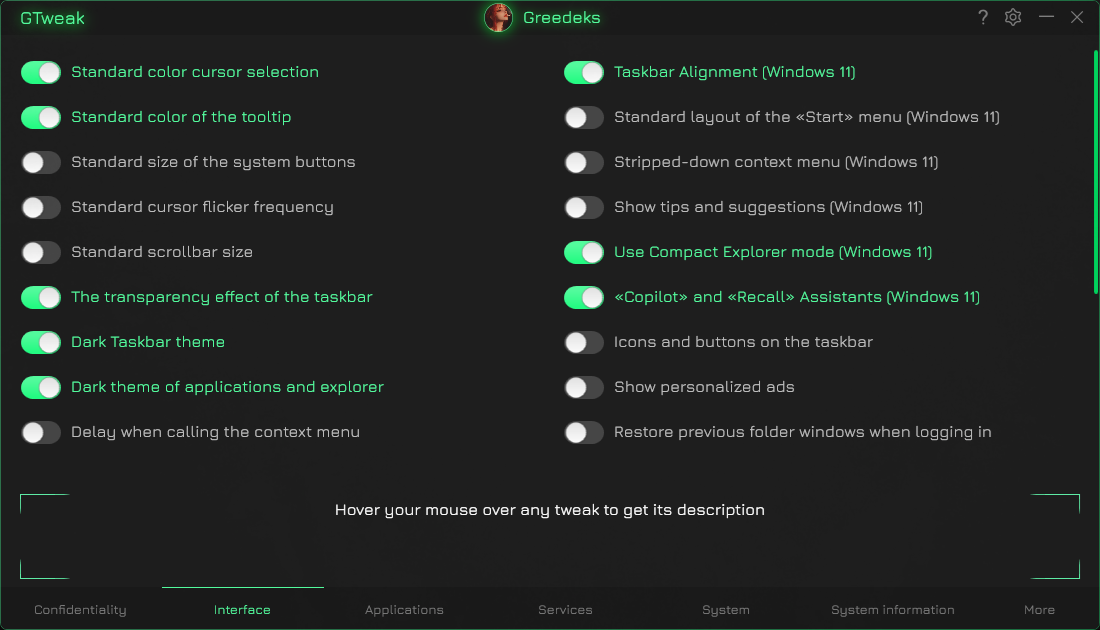 GTweak
Greedeks
?
Standard color cursor selection
Standard color of the tooltip
Standard size of the system buttons
Standard cursor flicker frequency
Standard scrollbar size
The transparency effect of the taskbar
Dark Taskbar theme
Dark theme of applications and explorer
Delay when calling the context menu
Taskbar Alignment (Windows 11)
Standard layout of the «Start» menu (Windows 11)
Stripped-down context menu (Windows 11)
Show tips and suggestions (Windows 11)
Use Compact Explorer mode (Windows 11)
«Copilot» and «Recall» Assistants (Windows 11)
Icons and buttons on the taskbar
Show personalized ads
Restore previous folder windows when logging in
Hover your mouse over any tweak to get its description
Confidentiality
Interface
Applications
Services
System
System information
More